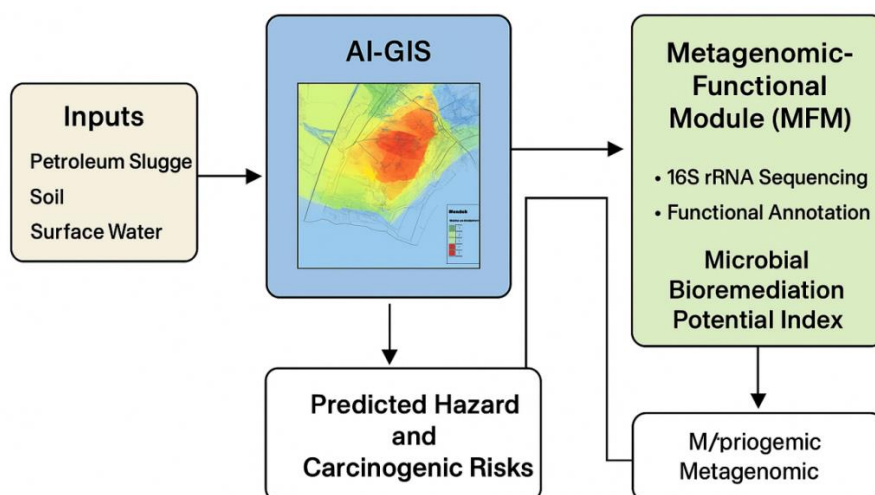 Inputs
Petroleum Slugge
Soil
Surface Water
AI-GIS
Predicted Hazard
and
Carcinogenic Risks
Metagenomic-
Functional
Module (MFM)
• 16S rRNA Sequencing
• Functional Annotation
Microbial
Bioremediation
Potential Index
M/priogemic
Metagenomic